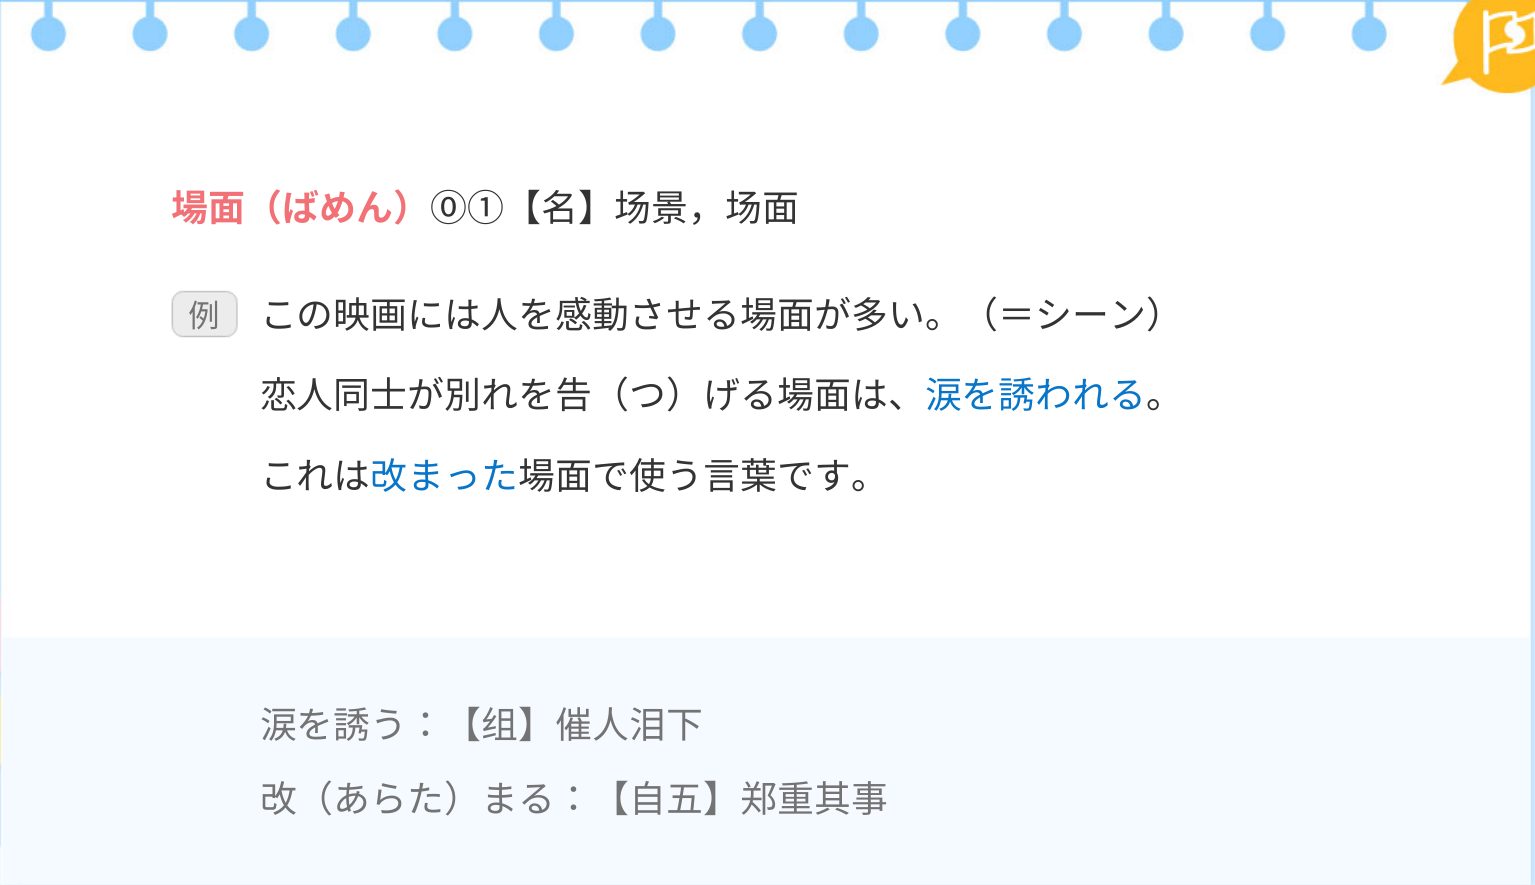 場面（ばめん）⓪①【名】场景，场面
例 この映画には人を感動させる場面が多い。（＝シーン）
恋人同士が別れを告（つ）げる場面は、涙を誘われる。
これは改まった場面で使う言葉です。
涙を誘う：【组】催人泪下
改（あらた）まる：【自五】郑重其事